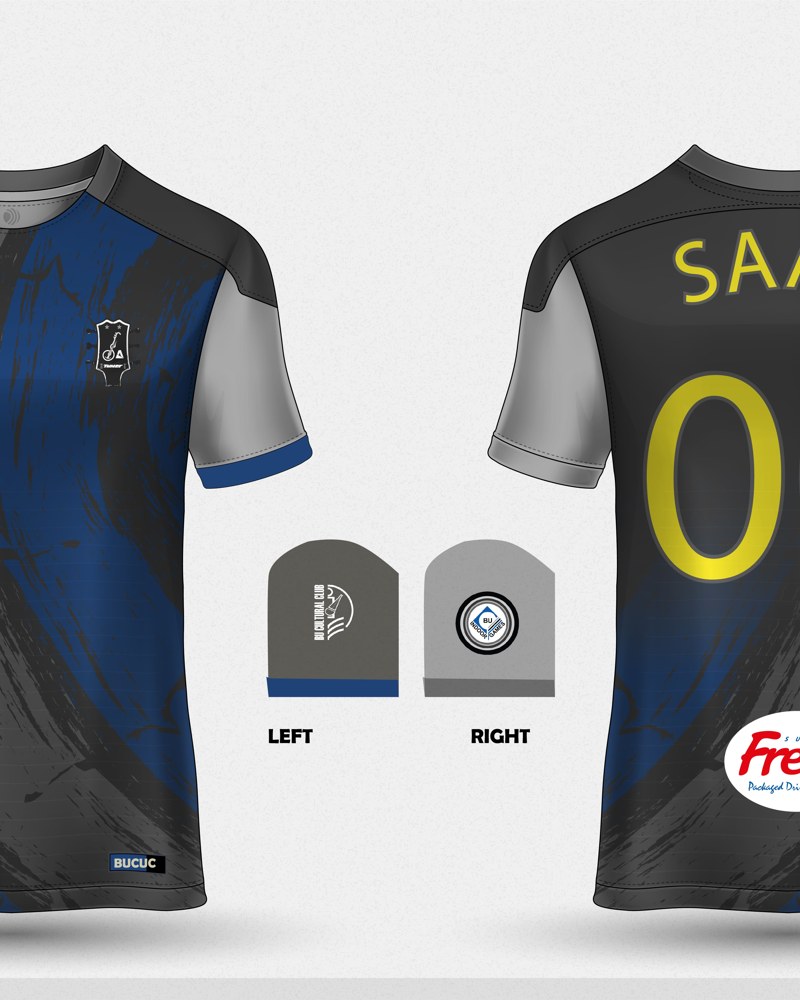 SAA
0
BU CULTURAL CLUB
BU
INDOOR GAMES
LEFT
RIGHT
Fre
Packaged Dri
BUCUC